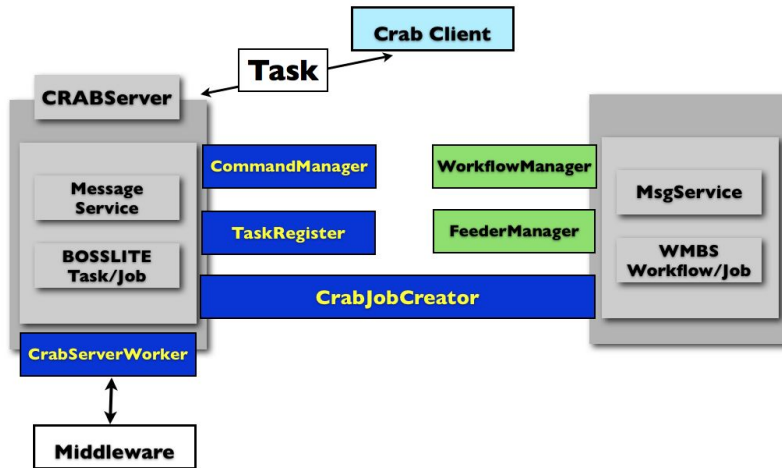 Crab Client
Task
CRABServer
CommandManager
WorkflowManager
Message
Service
MsgService
TaskRegister
FeederManager
BOSSLITE
Task/Job
WMBS
Workflow/Job
CrabJobCreator
CrabServerWorker
Middleware